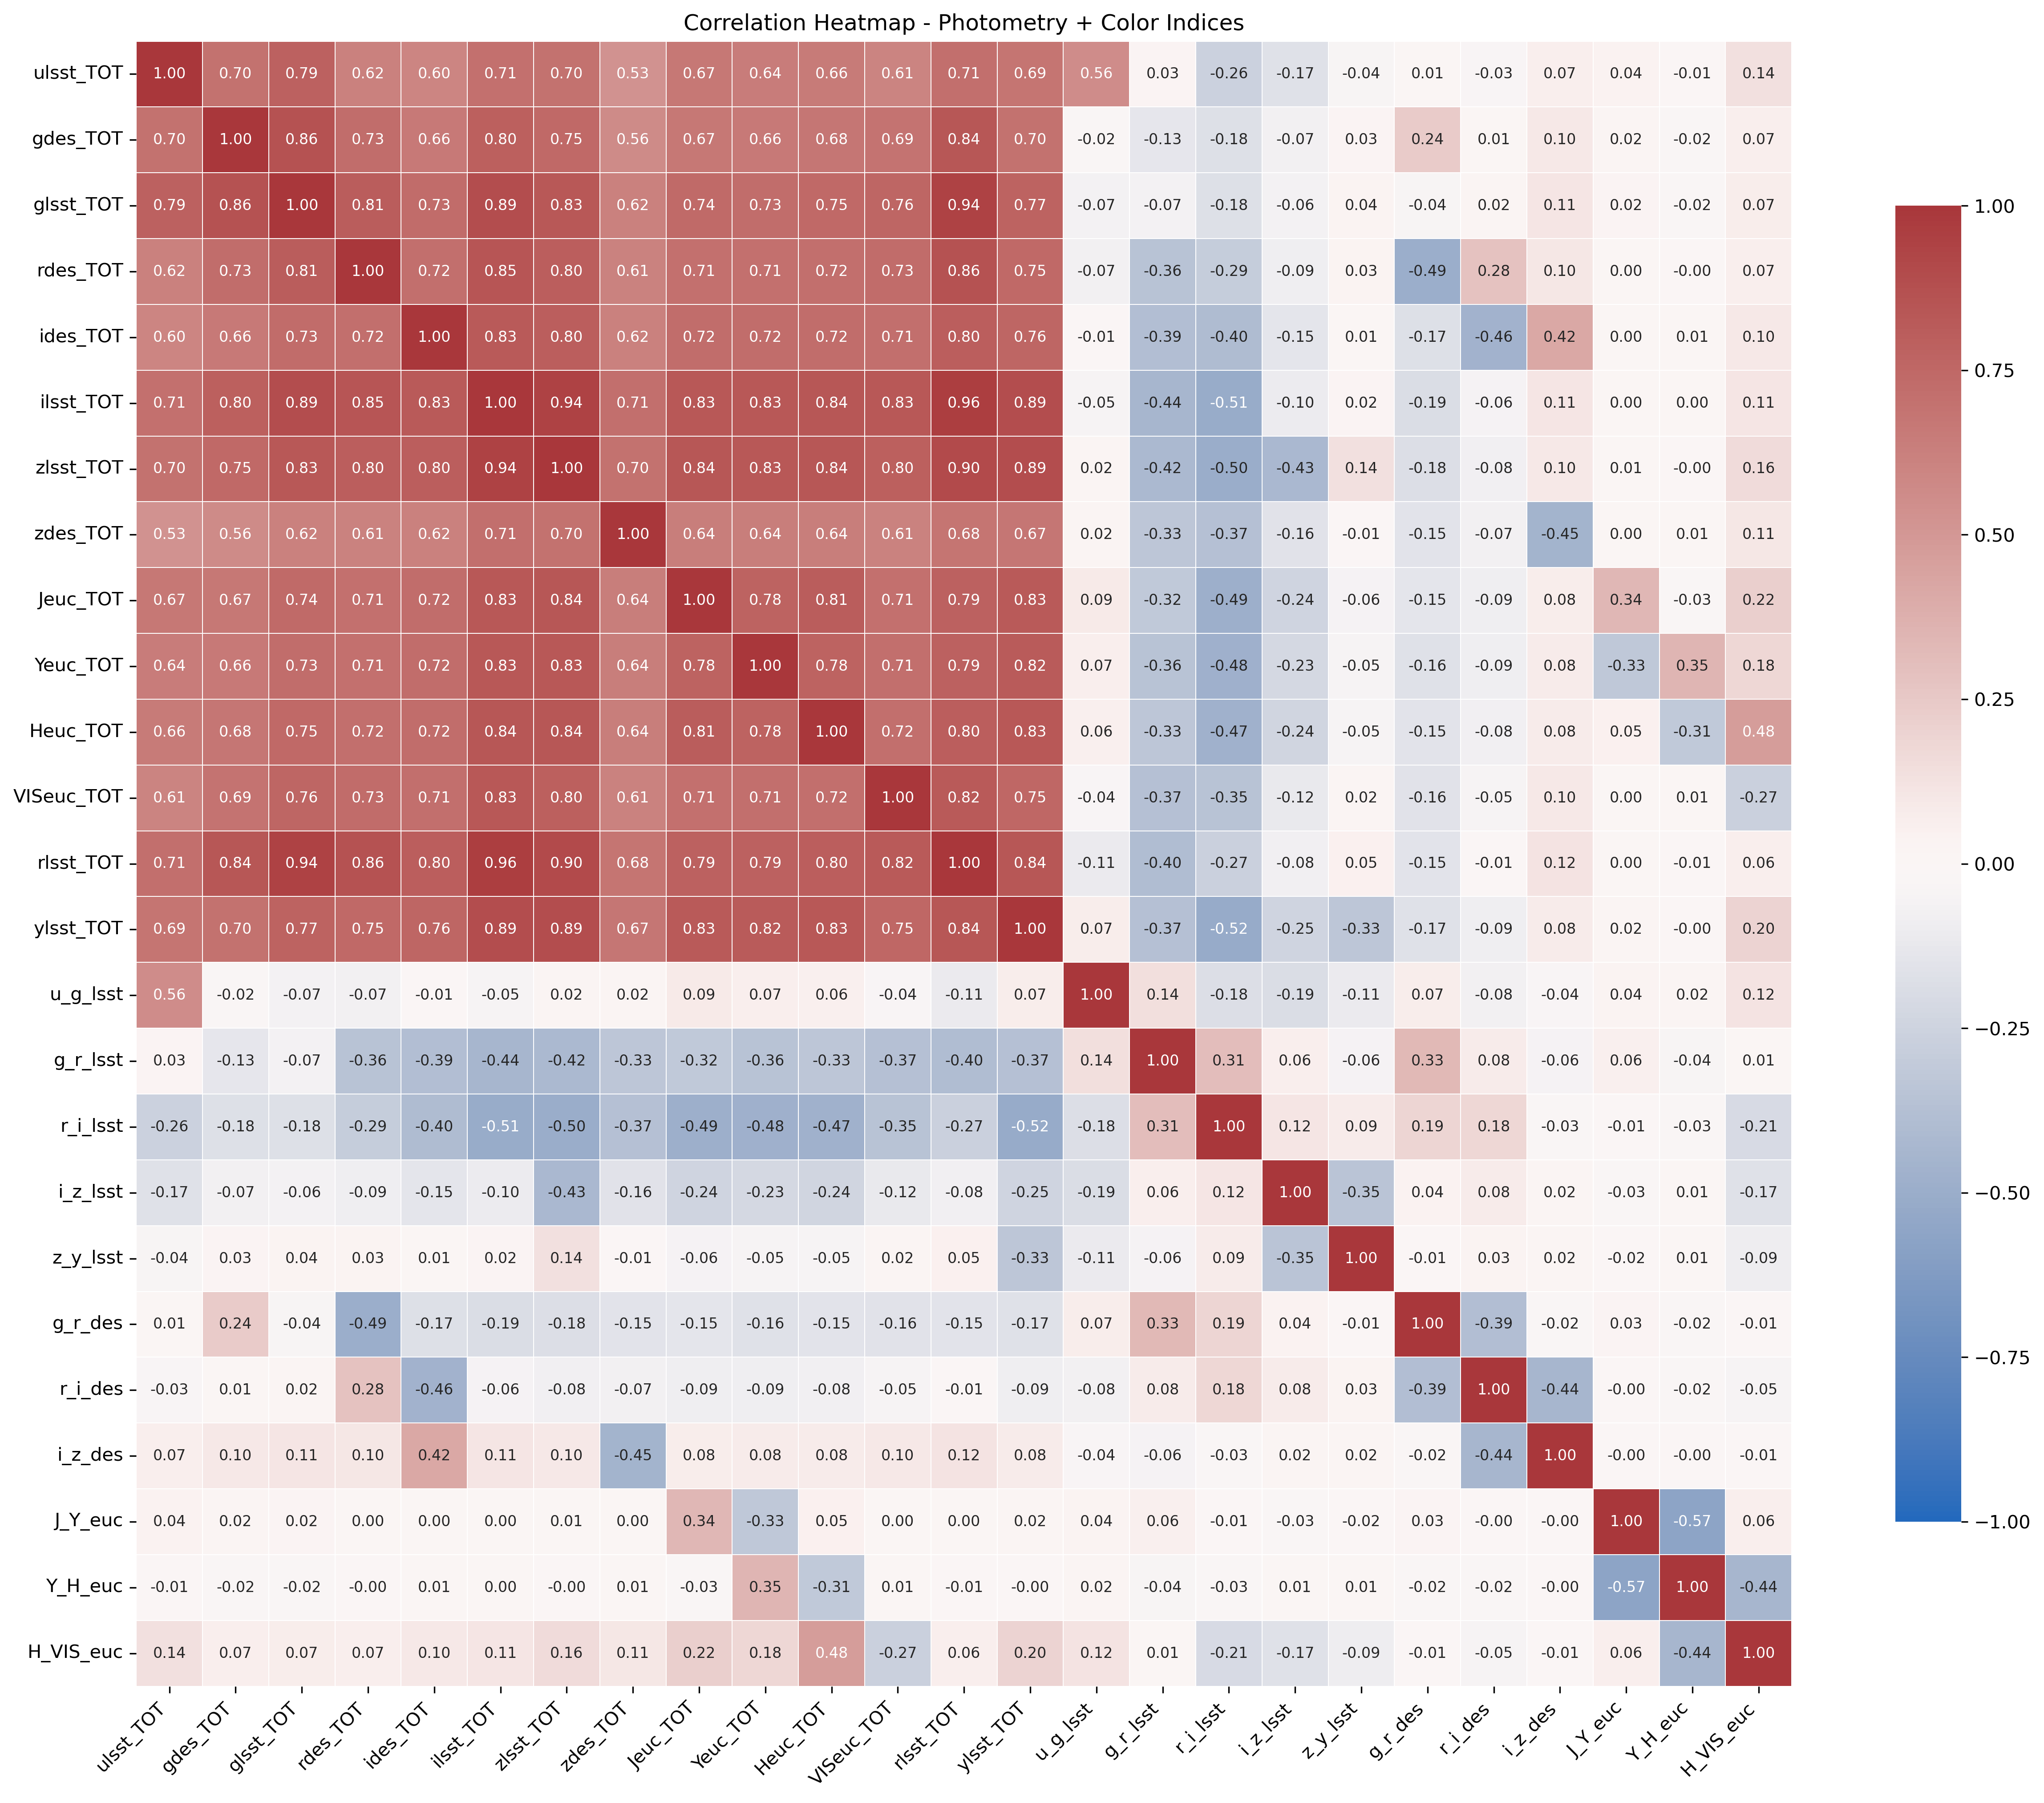 Correlation Heatmap - Photometry + Color Indices
ulsst_TOT 1.00 0.70 0.79 0.62 0.60 0.71 0.70 0.53 0.67 0.64 0.66 0.61 0.71 0.69 0.56 0.03 -0.26 -0.17 -0.04 0.01 -0.03 0.07 0.04 -0.01 0.14
gdes_TOT 0.70 1.00 0.86 0.73 0.66 0.80 0.75 0.56 0.67 0.66 0.68 0.69 0.84 0.70 -0.02 -0.13 -0.18 -0.07 0.03 0.24 0.01 0.10 0.02 -0.02 0.07
glsst_TOT 0.79 0.86 1.00 0.81 0.73 0.89 0.83 0.62 0.74 0.73 0.75 0.76 0.94 0.77 -0.07 -0.07 -0.18 -0.06 0.04 -0.04 0.02 0.11 0.02 -0.02 0.07
rdes_TOT 0.62 0.73 0.81 1.00 0.72 0.85 0.80 0.61 0.71 0.71 0.72 0.73 0.86 0.75 -0.07 -0.36 -0.29 -0.09 0.03 -0.49 0.28 0.10 0.00 -0.00 0.07
ides_TOT 0.60 0.66 0.73 0.72 1.00 0.83 0.80 0.62 0.72 0.72 0.72 0.71 0.80 0.76 -0.01 -0.39 -0.40 -0.15 0.01 -0.17 -0.46 0.42 0.00 0.01 0.10
ilsst_TOT 0.71 0.80 0.89 0.85 0.83 1.00 0.94 0.71 0.83 0.83 0.84 0.83 0.96 0.89 -0.05 -0.44 -0.51 -0.10 0.02 -0.19 -0.06 0.11 0.00 0.00 0.11
zlsst_TOT 0.70 0.75 0.83 0.80 0.80 0.94 1.00 0.70 0.84 0.83 0.84 0.80 0.90 0.89 0.02 -0.42 -0.50 -0.43 0.14 -0.18 -0.08 0.10 0.01 -0.00 0.16
zdes_TOT 0.53 0.56 0.62 0.61 0.62 0.71 0.70 1.00 0.64 0.64 0.64 0.61 0.68 0.67 0.02 -0.33 -0.37 -0.16 -0.01 -0.15 -0.07 -0.45 0.00 0.01 0.11
Jeuc_TOT 0.67 0.67 0.74 0.71 0.72 0.83 0.84 0.64 1.00 0.78 0.81 0.71 0.79 0.83 0.09 -0.32 -0.49 -0.24 -0.06 -0.15 -0.09 0.08 0.34 -0.03 0.22
Yeuc_TOT 0.64 0.66 0.73 0.71 0.72 0.83 0.83 0.64 0.78 1.00 0.78 0.71 0.79 0.82 0.07 -0.36 -0.48 -0.23 -0.05 -0.16 -0.09 0.08 -0.33 0.35 0.18
Heuc_TOT 0.66 0.68 0.75 0.72 0.72 0.84 0.84 0.64 0.81 0.78 1.00 0.72 0.80 0.83 0.06 -0.33 -0.47 -0.24 -0.05 -0.15 -0.08 0.08 0.05 -0.31 0.48
VISeuc_TOT 0.61 0.69 0.76 0.73 0.71 0.83 0.80 0.61 0.71 0.71 0.72 1.00 0.82 0.75 -0.04 -0.37 -0.35 -0.12 0.02 -0.16 -0.05 0.10 0.00 0.01 -0.27
rlsst_TOT 0.71 0.84 0.94 0.86 0.80 0.96 0.90 0.68 0.79 0.79 0.80 0.82 1.00 0.84 -0.11 -0.40 -0.27 -0.08 0.05 -0.15 -0.01 0.12 0.00 -0.01 0.06
ylsst_TOT 0.69 0.70 0.77 0.75 0.76 0.89 0.89 0.67 0.83 0.82 0.83 0.75 0.84 1.00 0.07 -0.37 -0.52 -0.25 -0.33 -0.17 -0.09 0.08 0.02 -0.00 0.20
u_g_lsst 0.56 -0.02 -0.07 -0.07 -0.01 -0.05 0.02 0.02 0.09 0.07 0.06 -0.04 -0.11 0.07 1.00 0.14 -0.18 -0.19 -0.11 0.07 -0.08 -0.04 0.04 0.02 0.12
g_r_lsst 0.03 -0.13 -0.07 -0.36 -0.39 -0.44 -0.42 -0.33 -0.32 -0.36 -0.33 -0.37 -0.40 -0.37 0.14 1.00 0.31 0.06 -0.06 0.33 0.08 -0.06 0.06 -0.04 0.01
r_i_lsst -0.26 -0.18 -0.18 -0.29 -0.40 -0.51 -0.50 -0.37 -0.49 -0.48 -0.47 -0.35 -0.27 -0.52 -0.18 0.31 1.00 0.12 0.09 0.19 0.18 -0.03 -0.01 -0.03 -0.21
i_z_lsst -0.17 -0.07 -0.06 -0.09 -0.15 -0.10 -0.43 -0.16 -0.24 -0.23 -0.24 -0.12 -0.08 -0.25 -0.19 0.06 0.12 1.00 -0.35 0.04 0.08 0.02 -0.03 0.01 -0.17
z_y_lsst -0.04 0.03 0.04 0.03 0.01 0.02 0.14 -0.01 -0.06 -0.05 -0.05 0.02 0.05 -0.33 -0.11 -0.06 0.09 -0.35 1.00 -0.01 0.03 0.02 -0.02 0.01 -0.09
g_r_des 0.01 0.24 -0.04 -0.49 -0.17 -0.19 -0.18 -0.15 -0.15 -0.16 -0.15 -0.16 -0.15 -0.17 0.07 0.33 0.19 0.04 -0.01 1.00 -0.39 -0.02 0.03 -0.02 -0.01
r_i_des -0.03 0.01 0.02 0.28 -0.46 -0.06 -0.08 -0.07 -0.09 -0.09 -0.08 -0.05 -0.01 -0.09 -0.08 0.08 0.18 0.08 0.03 -0.39 1.00 -0.44 -0.00 -0.02 -0.05
i_z_des 0.07 0.10 0.11 0.10 0.42 0.11 0.10 -0.45 0.08 0.08 0.08 0.10 0.12 0.08 -0.04 -0.06 -0.03 0.02 0.02 -0.02 -0.44 1.00 -0.00 -0.00 -0.01
J_Y_euc 0.04 0.02 0.02 0.00 0.00 0.00 0.01 0.00 0.34 -0.33 0.05 0.00 0.00 0.02 0.04 0.06 -0.01 -0.03 -0.02 0.03 -0.00 -0.00 1.00 -0.57 0.06
Y_H_euc -0.01 -0.02 -0.02 -0.00 0.01 0.00 -0.00 0.01 -0.03 0.35 -0.31 0.01 -0.01 -0.00 0.02 -0.04 -0.03 0.01 0.01 -0.02 -0.02 -0.00 -0.57 1.00 -0.44
H_VIS_euc 0.14 0.07 0.07 0.07 0.10 0.11 0.16 0.11 0.22 0.18 0.48 -0.27 0.06 0.20 0.12 0.01 -0.21 -0.17 -0.09 -0.01 -0.05 -0.01 0.06 -0.44 1.00
ulsst_TOT gdes_TOT glsst_TOT rdes_TOT ides_TOT ilsst_TOT zlsst_TOT zdes_TOT Jeuc_TOT Yeuc_TOT Heuc_TOT VISeuc_TOT rlsst_TOT ylsst_TOT u_g_lsst g_r_lsst r_i_lsst i_z_lsst z_y_lsst g_r_des r_i_des i_z_des J_Y_euc Y_H_euc H_VIS_euc
1.00
0.75
0.50
0.25
0.00
−0.25
−0.50
−0.75
−1.00